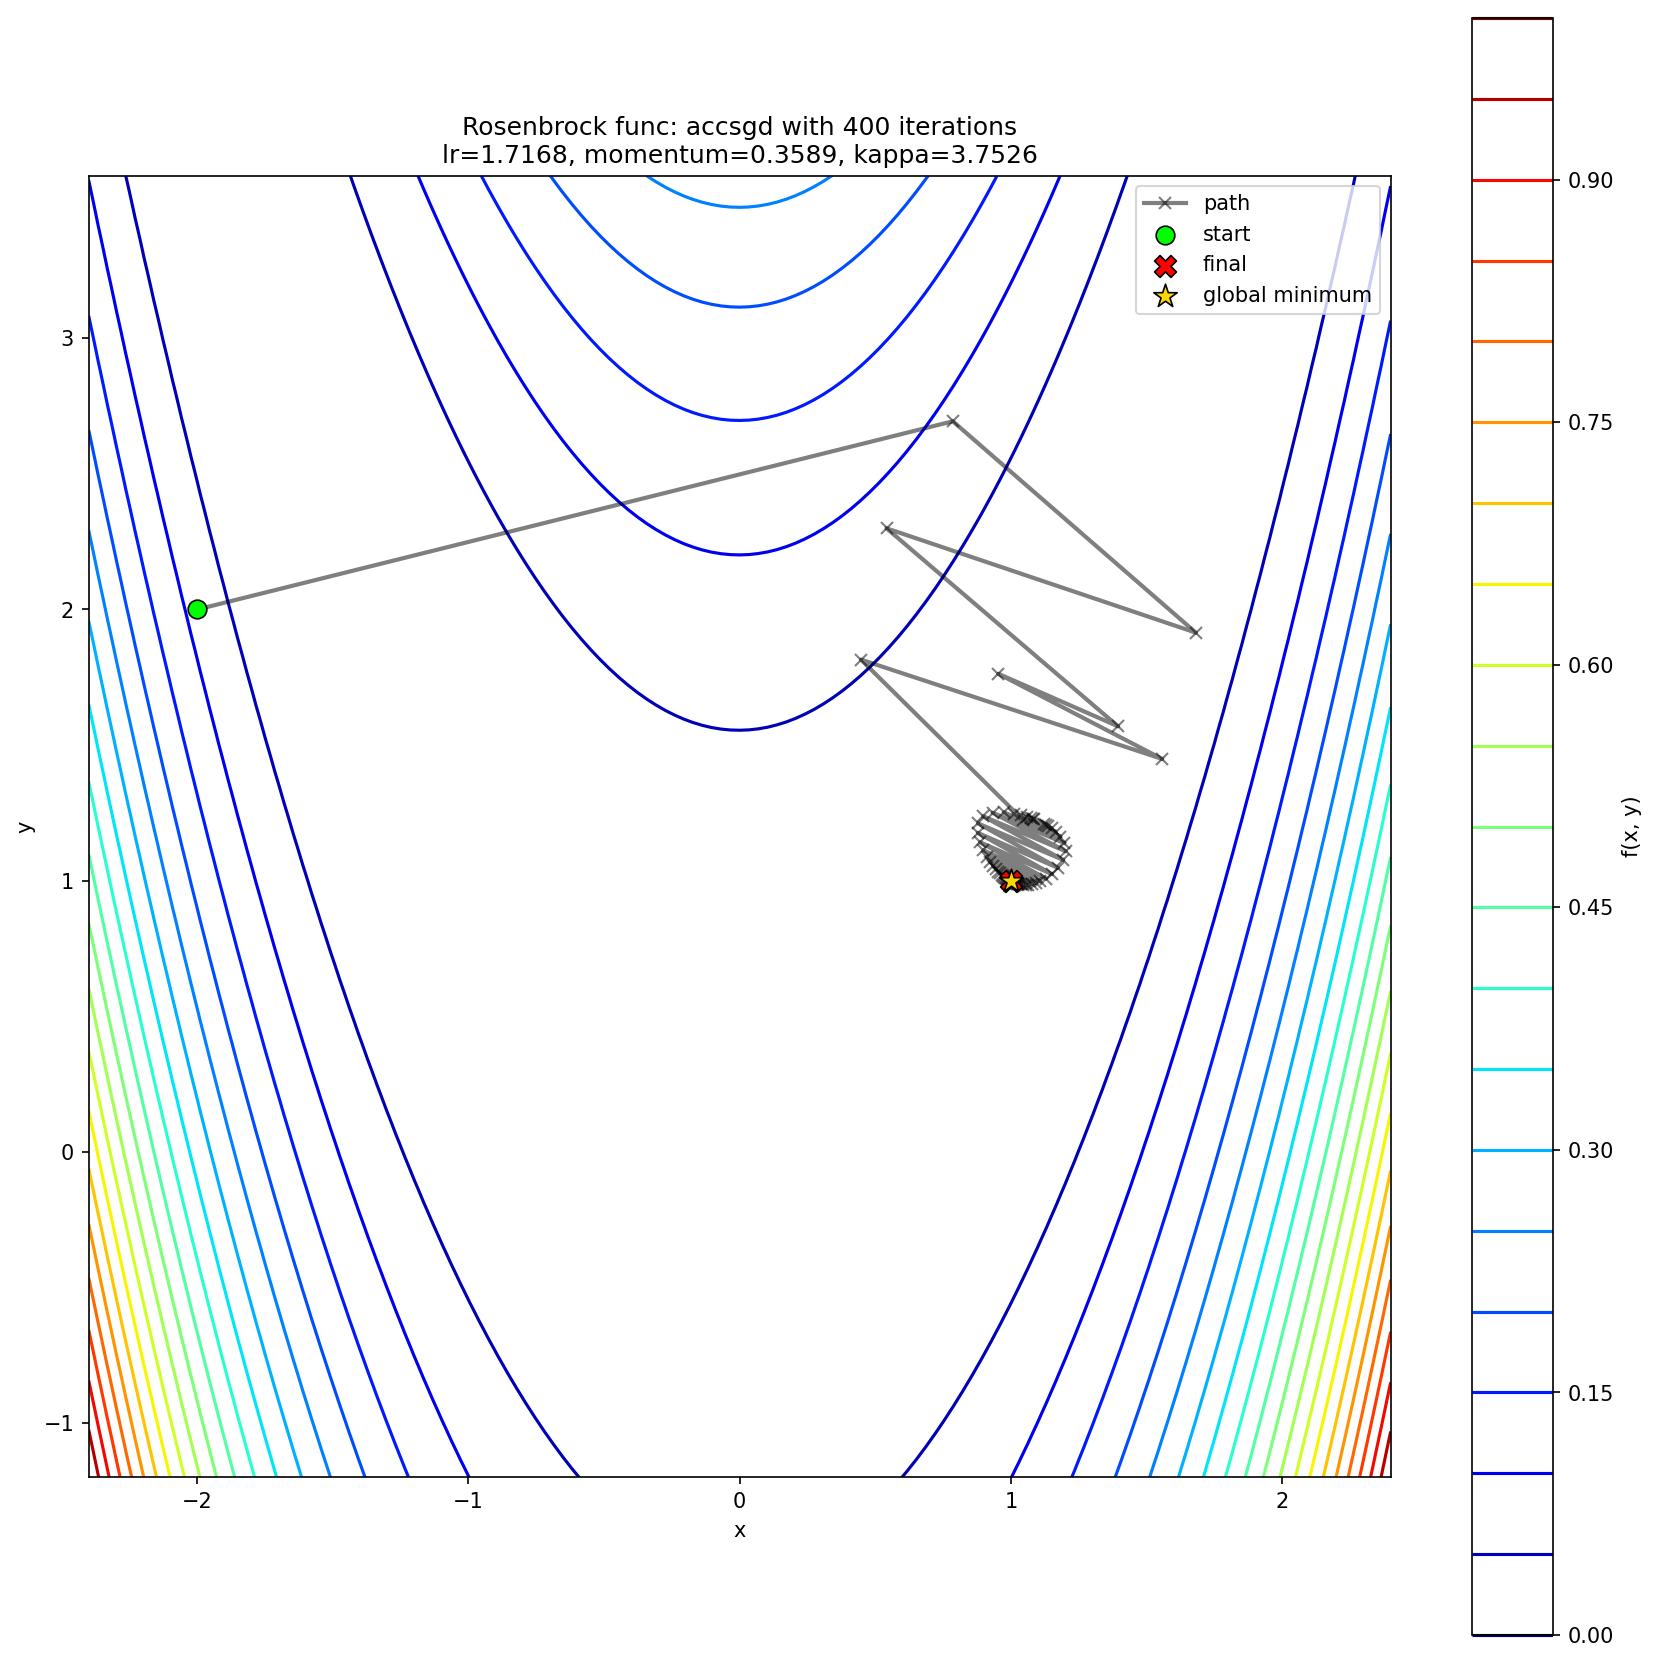 Rosenbrock func: accsgd with 400 iterations
lr=1.7168, momentum=0.3589, kappa=3.7526
path
start
final
global minimum
3
2
1
0
−1
y
−2
−1
0
1
2
x
0.90
0.75
0.60
0.45
0.30
0.15
0.00
f(x, y)